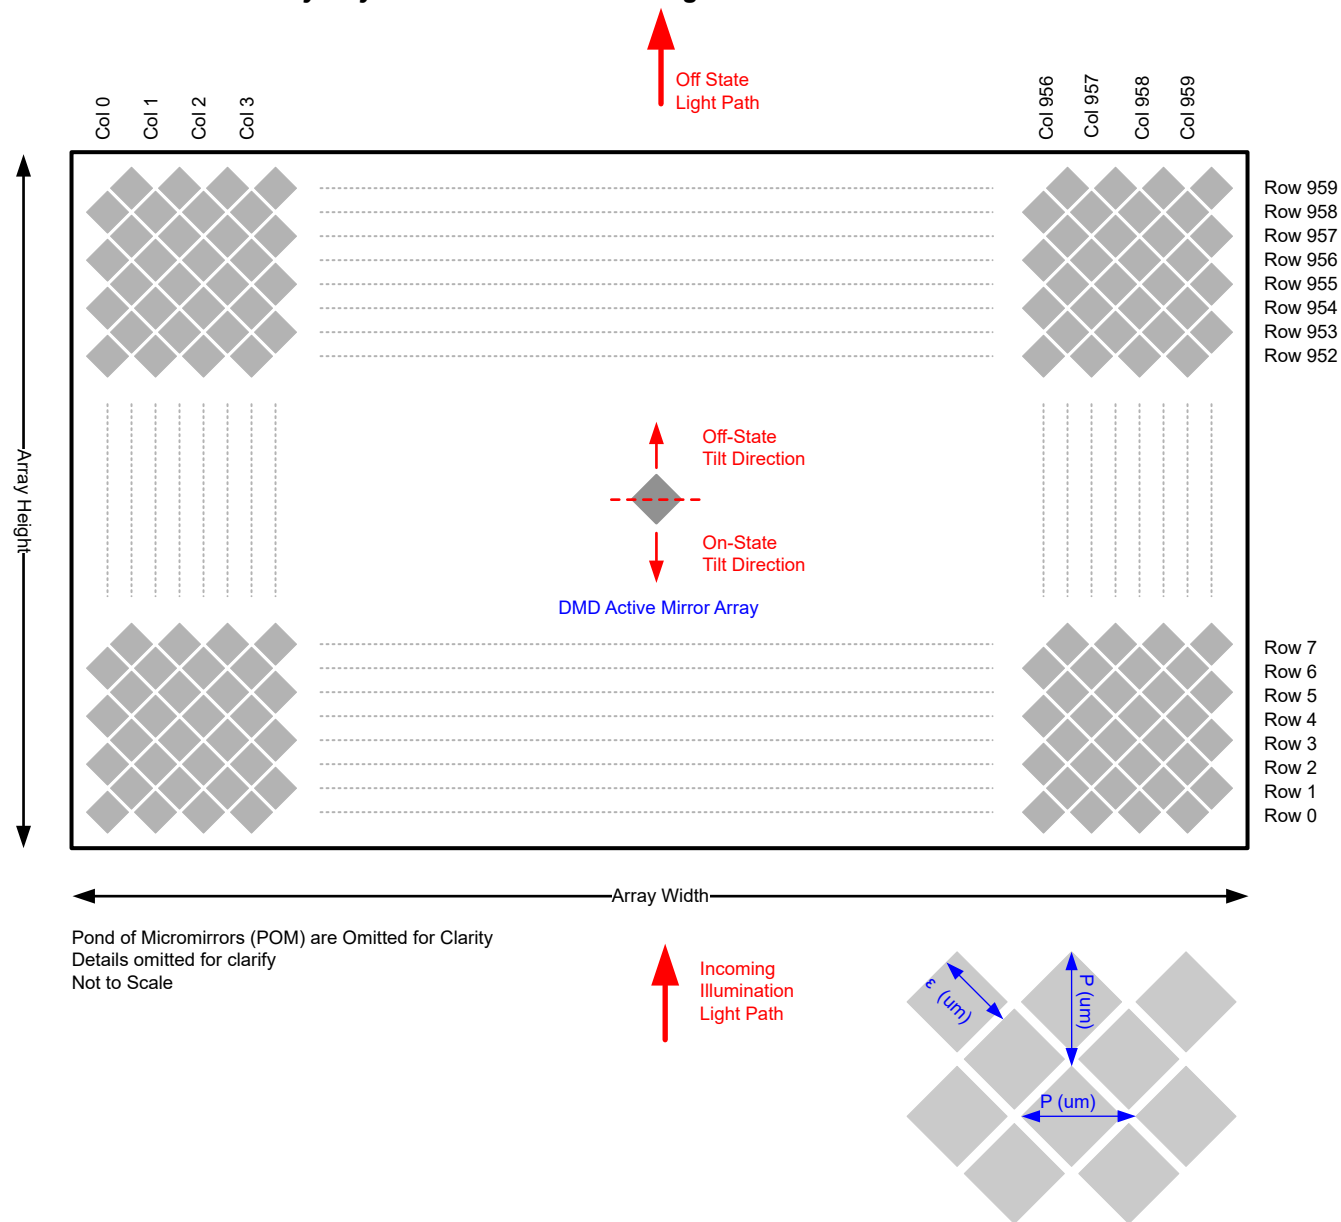 Off State
Light Path
Col 0
Col 1
Col 2
Col 3
Col 956
Col 957
Col 958
Col 959
Row 959
Row 958
Row 957
Row 956
Row 955
Row 954
Row 953
Row 952
Array Height
Off-State
Tilt Direction
On-State
Tilt Direction
DMD Active Mirror Array
Row 7
Row 6
Row 5
Row 4
Row 3
Row 2
Row 1
Row 0
Array Width
Pond of Micromirrors (POM) are Omitted for Clarity
Details omitted for clarify
Not to Scale
Incoming
Illumination
Light Path
ε (um)
P (um)
P (um)